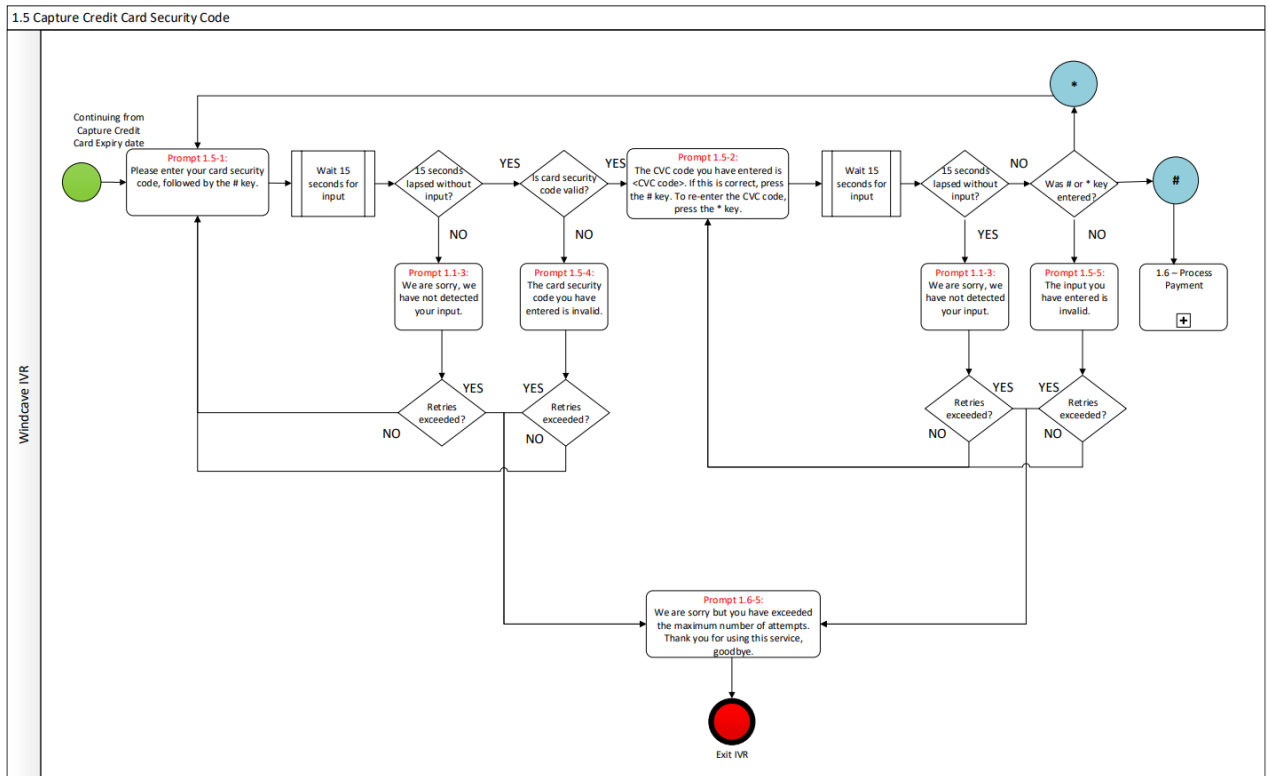 1.5 Capture Credit Card Security Code
Windcave IVR
Continuing from
Capture Credit
Card Expiry date
Prompt 1.5-1:
Please enter your card security
code, followed by the # key.
Wait 15
seconds for
input
15 seconds
lapsed without
input?
YES
NO
Is card security
code valid?
YES
NO
Prompt 1.5-2:
The CVC code you have entered is
<CVC code>. If this is correct, press
the # key. To re-enter the CVC code,
press the * key.
Wait 15
seconds for
input
15 seconds
lapsed without
input?
NO
YES
Was # or * key
entered?
NO
*
#
Prompt 1.1-3:
We are sorry, we
have not detected
your input.
Prompt 1.5-4:
The card security
code you have
entered is invalid.
Prompt 1.1-3:
We are sorry, we
have not detected
your input.
Prompt 1.5-5:
The input you
have entered is
invalid.
1.6 – Process
Payment
Retries
exceeded?
YES
NO
Retries
exceeded?
YES
NO
Retries
exceeded?
YES
NO
Retries
exceeded?
YES
NO
Prompt 1.6-5:
We are sorry but you have exceeded
the maximum number of attempts.
Thank you for using this service,
goodbye.
Exit IVR